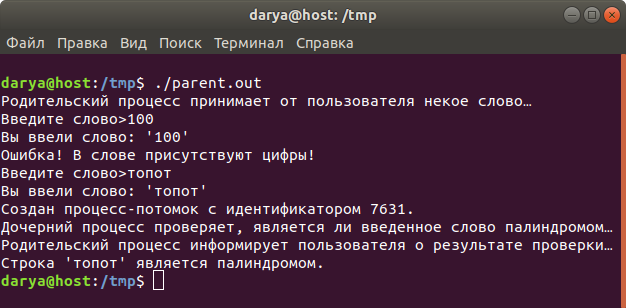 darya@host: /tmp
Файл Правка Вид Поиск Терминал Справка
darya@host:/tmp$ ./parent.out
Родительский процесс принимает от пользователя некое слово…
Введите слово>100
Вы ввели слово: '100'
Ошибка! В слове присутствуют цифры!
Введите слово>топот
Вы ввели слово: 'топот'
Создан процесс-потомок с идентификатором 7631.
Дочерний процесс проверяет, является ли введенное слово палиндромом…
Родительский процесс информирует пользователя о результате проверки…
Строка 'топот' является палиндромом.
darya@host:/tmp$